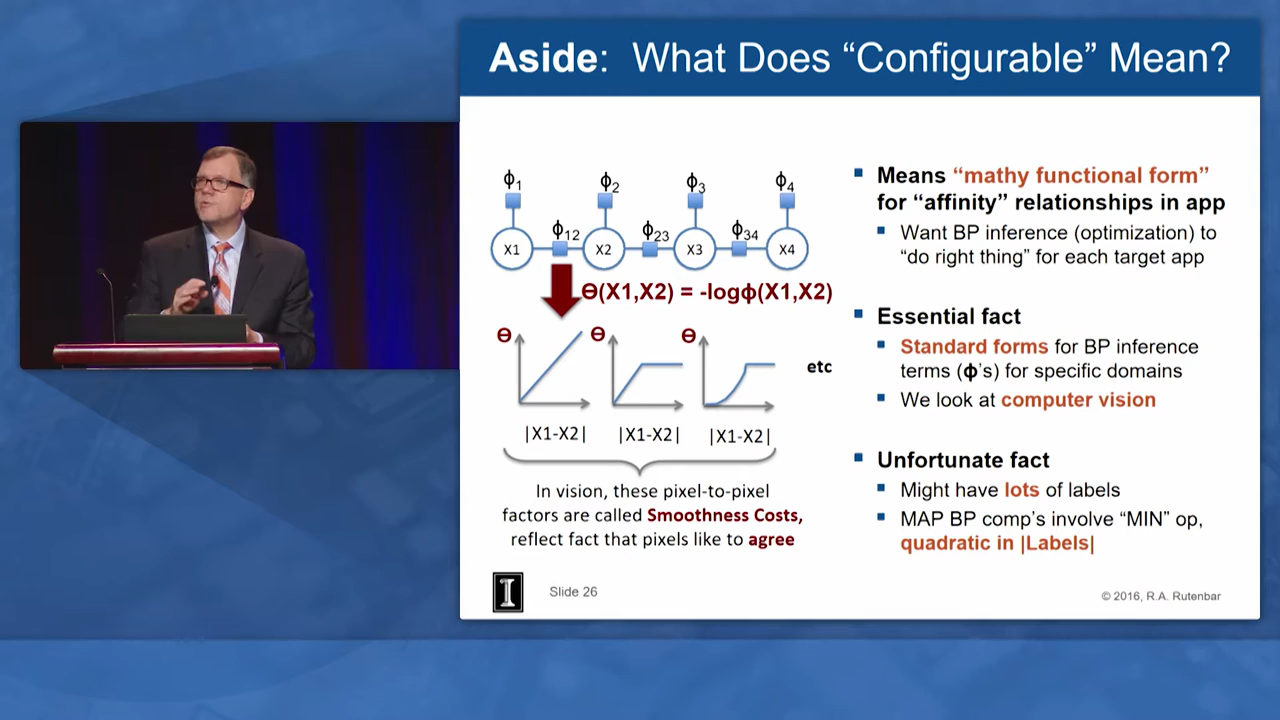 Aside: What Does “Configurable” Mean?
ϕ1 ϕ2 ϕ3 ϕ4
ϕ12 ϕ23 ϕ34
X1 X2 X3 X4
Θ(X1,X2) = -logϕ(X1,X2)
Θ Θ Θ
etc
|X1-X2| |X1-X2| |X1-X2|
In vision, these pixel-to-pixel
factors are called Smoothness Costs,
reflect fact that pixels like to agree
Means “mathy functional form”
for “affinity” relationships in app
Want BP inference (optimization) to
“do right thing” for each target app
Essential fact
Standard forms for BP inference
terms (ϕ’s) for specific domains
We look at computer vision
Unfortunate fact
Might have lots of labels
MAP BP comp’s involve “MIN” op,
quadratic in |Labels|
I
Slide 26
© 2016, R.A. Rutenbar